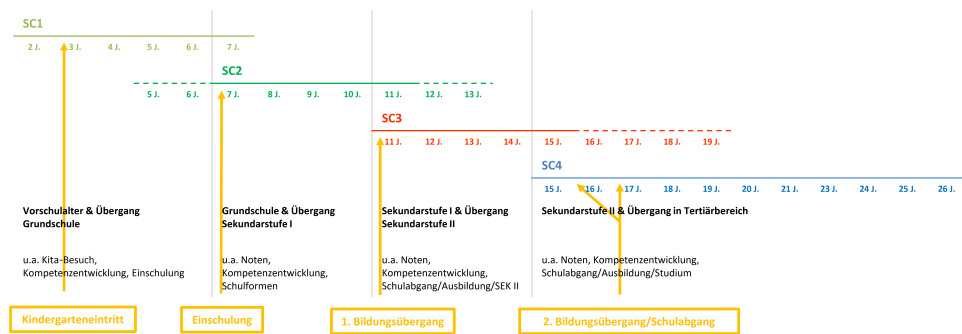 SC1
2 J. 3 J. 4 J. 5 J. 6 J. 7 J.
SC2
5 J. 6 J. 7 J. 8 J. 9 J. 10 J. 11 J. 12 J. 13 J.
SC3
11 J. 12 J. 13 J. 14 J. 15 J. 16 J. 17 J. 18 J. 19 J.
SC4
15 J. 16 J. 17 J. 18 J. 19 J. 20 J. 21 J. 23 J. 24 J. 25 J. 26 J.
Vorschulalter & Übergang
Grundschule
Grundschule & Übergang
Sekundarstufe I
Sekundarstufe I & Übergang
Sekundarstufe II
Sekundarstufe II & Übergang in Tertiärbereich
u.a. Kita-Besuch,
Kompetenzentwicklung, Einschulung
u.a. Noten,
Kompetenzentwicklung,
Schulformen
u.a. Noten,
Kompetenzentwicklung,
Schulabgang/Ausbildung/SEK II
u.a. Noten, Kompetenzentwicklung,
Schulabgang/Ausbildung/Studium
Kindergarteneintritt
Einschulung
1. Bildungsübergang
2. Bildungsübergang/Schulabgang